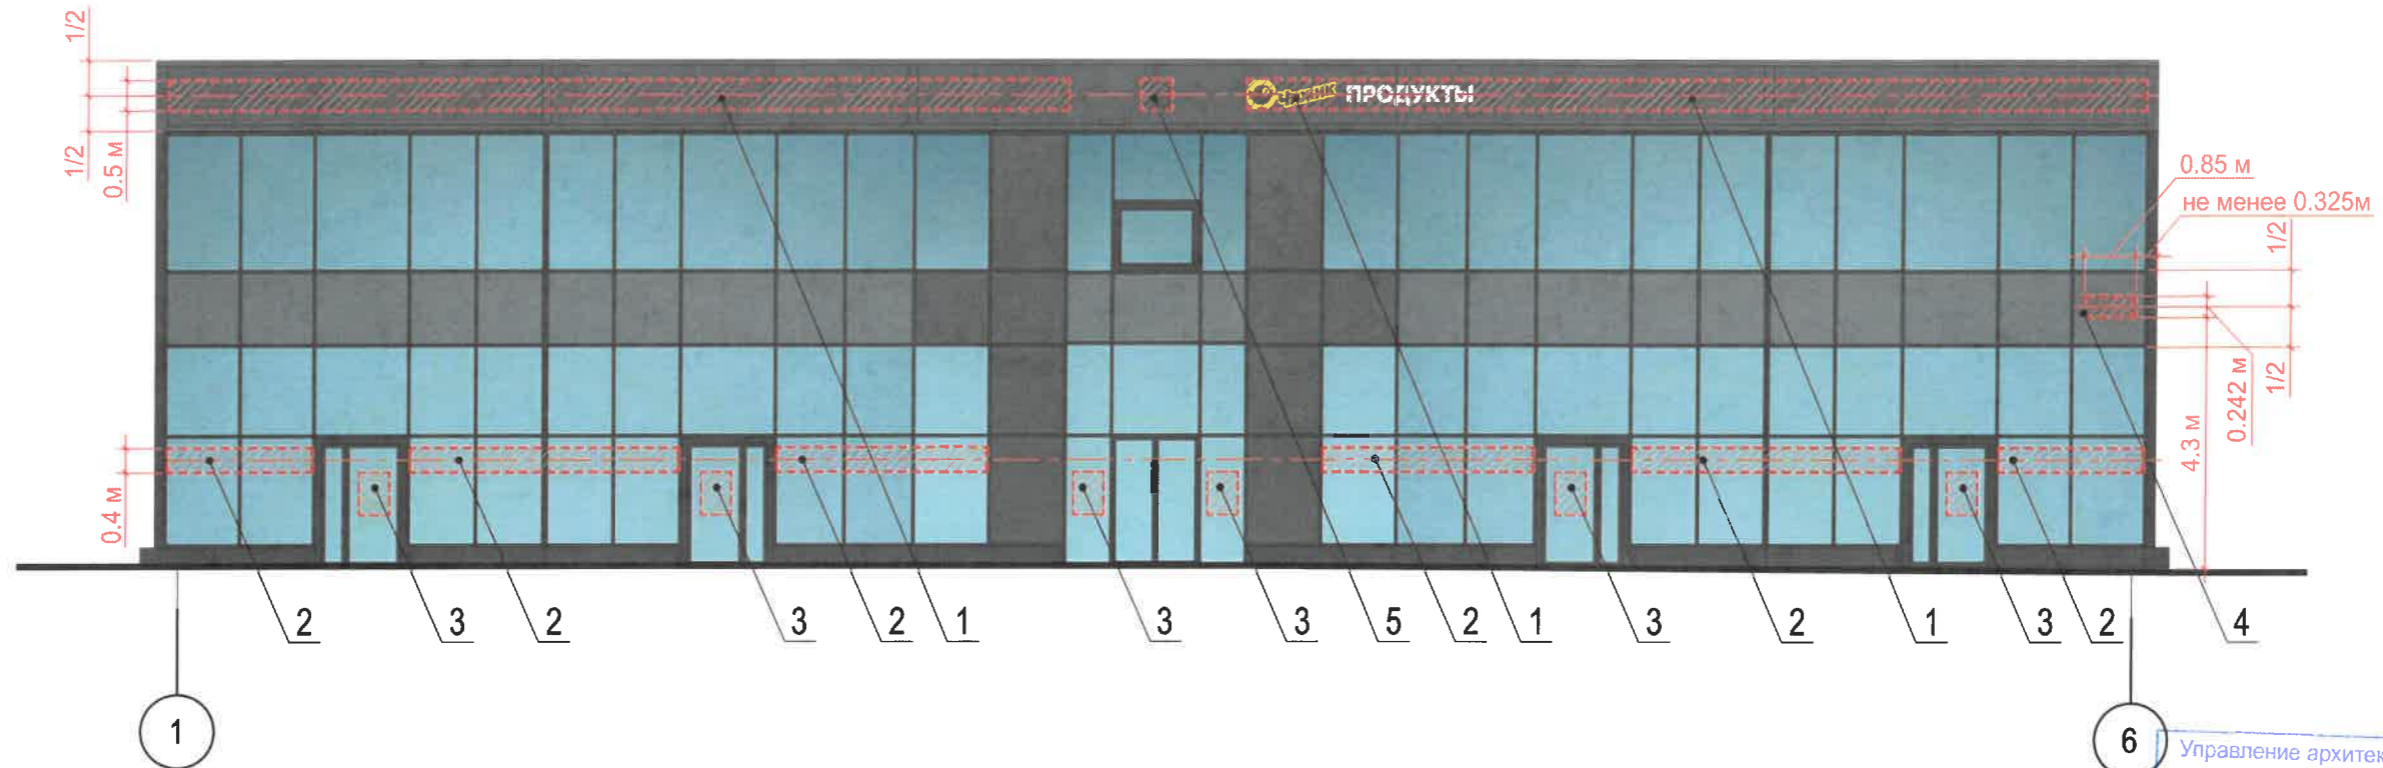 1/2
1/2
0.5 м
0.4 м
Чижик ПРОДУКТЫ
0.85 м
не менее 0.325м
1/2
1/2
0.242 м
4.3 м
2 3 2 3 2 1 3 3 5 2 1 3 2 1 3 2 4
1 6
Управление архитек